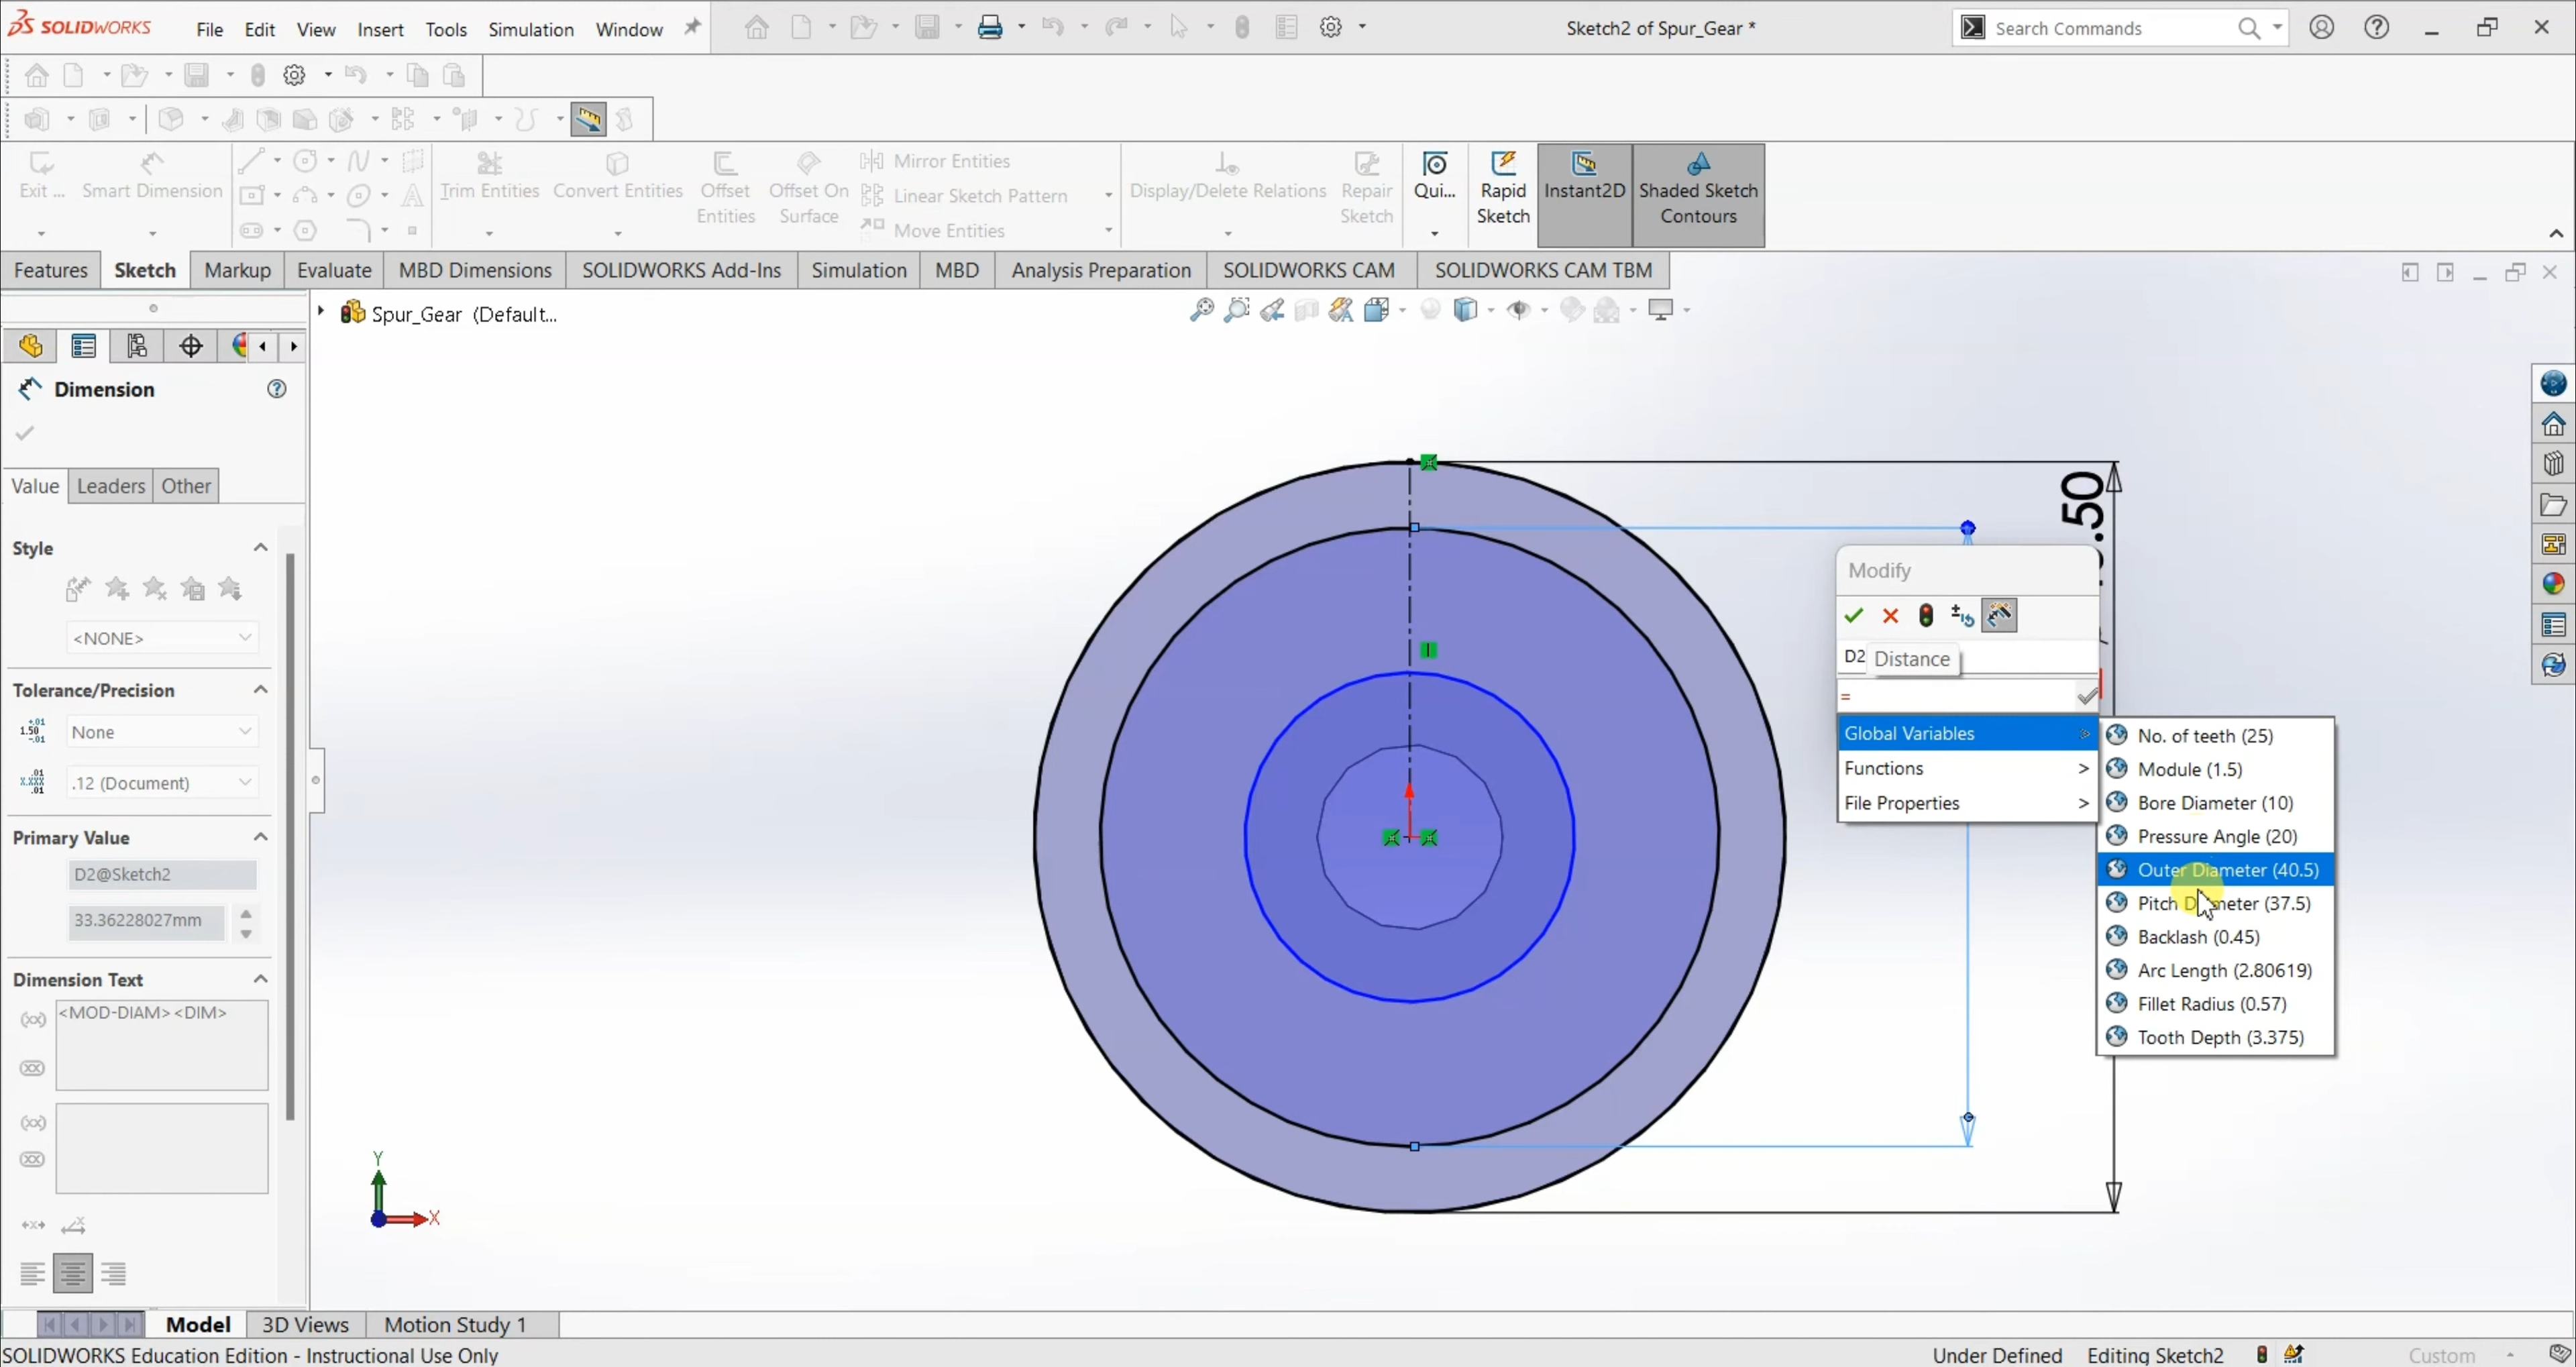 SOLIDWORKS File Edit View Insert Tools Simulation Window Sketch2 of Spur_Gear * Search Commands
Exit ... Smart Dimension Trim Entities Convert Entities Offset Entities Offset On Surface Mirror Entities Display/Delete Relations Repair Sketch Qui... Rapid Sketch Instant2D Shaded Sketch Contours
Linear Sketch Pattern
Move Entities
Features Sketch Markup Evaluate MBD Dimensions SOLIDWORKS Add-Ins Simulation MBD Analysis Preparation SOLIDWORKS CAM SOLIDWORKS CAM TBM
Spur_Gear (Default...
Dimension
Value Leaders Other
Style
<NONE>
Tolerance/Precision
None
.12 (Document)
Primary Value
D2@Sketch2
33.36228027mm
Dimension Text
<MOD-DIAM><DIM>
.50
Modify
D2 Distance
=
Global Variables
Functions >
File Properties >
No. of teeth (25)
Module (1.5)
Bore Diameter (10)
Pressure Angle (20)
Outer Diameter (40.5)
Pitch Diameter (37.5)
Backlash (0.45)
Arc Length (2.80619)
Fillet Radius (0.57)
Tooth Depth (3.375)
Y
X
Model 3D Views Motion Study 1
SOLIDWORKS Education Edition - Instructional Use Only Under Defined Editing Sketch2 Custom